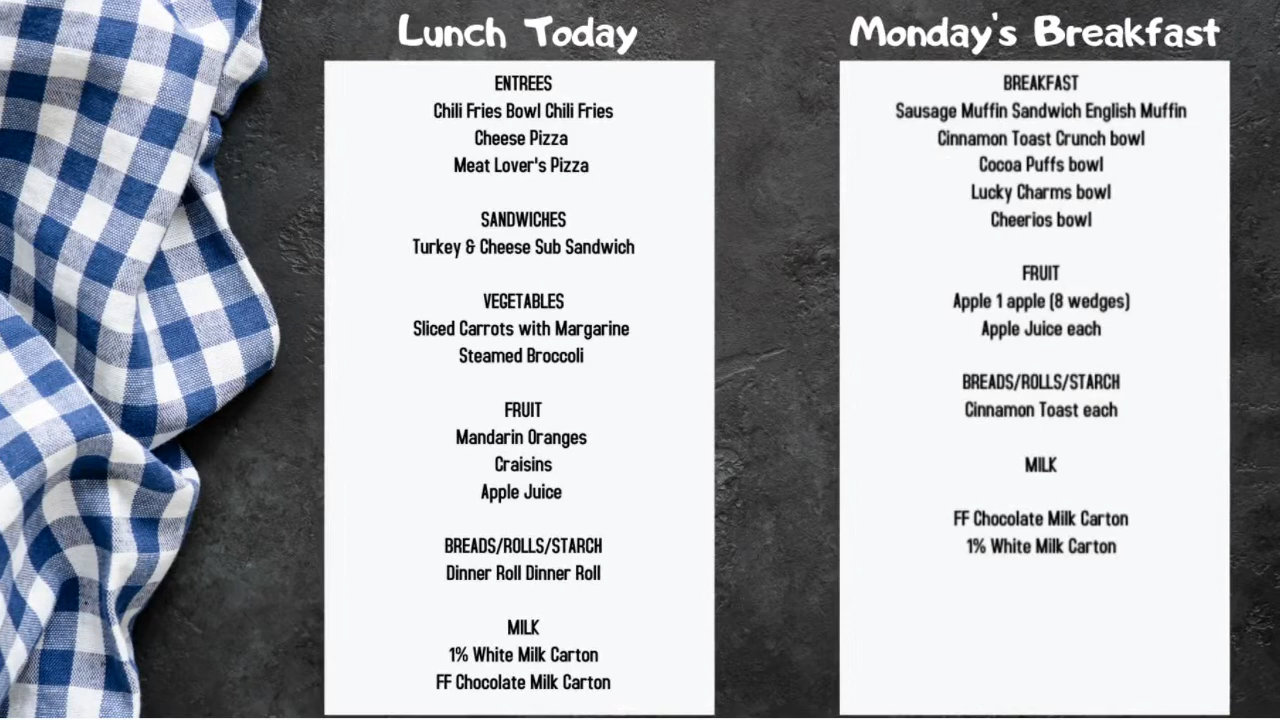 Lunch Today
ENTREES
Chili Fries Bowl Chili Fries
Cheese Pizza
Meat Lover's Pizza
SANDWICHES
Turkey & Cheese Sub Sandwich
VEGETABLES
Sliced Carrots with Margarine
Steamed Broccoli
FRUIT
Mandarin Oranges
Craisins
Apple Juice
BREADS/ROLLS/STARCH
Dinner Roll Dinner Roll
MILK
1% White Milk Carton
FF Chocolate Milk Carton
Monday's Breakfast
BREAKFAST
Sausage Muffin Sandwich English Muffin
Cinnamon Toast Crunch bowl
Cocoa Puffs bowl
Lucky Charms bowl
Cheerios bowl
FRUIT
Apple 1 apple (8 wedges)
Apple Juice each
BREADS/ROLLS/STARCH
Cinnamon Toast each
MILK
FF Chocolate Milk Carton
1% White Milk Carton